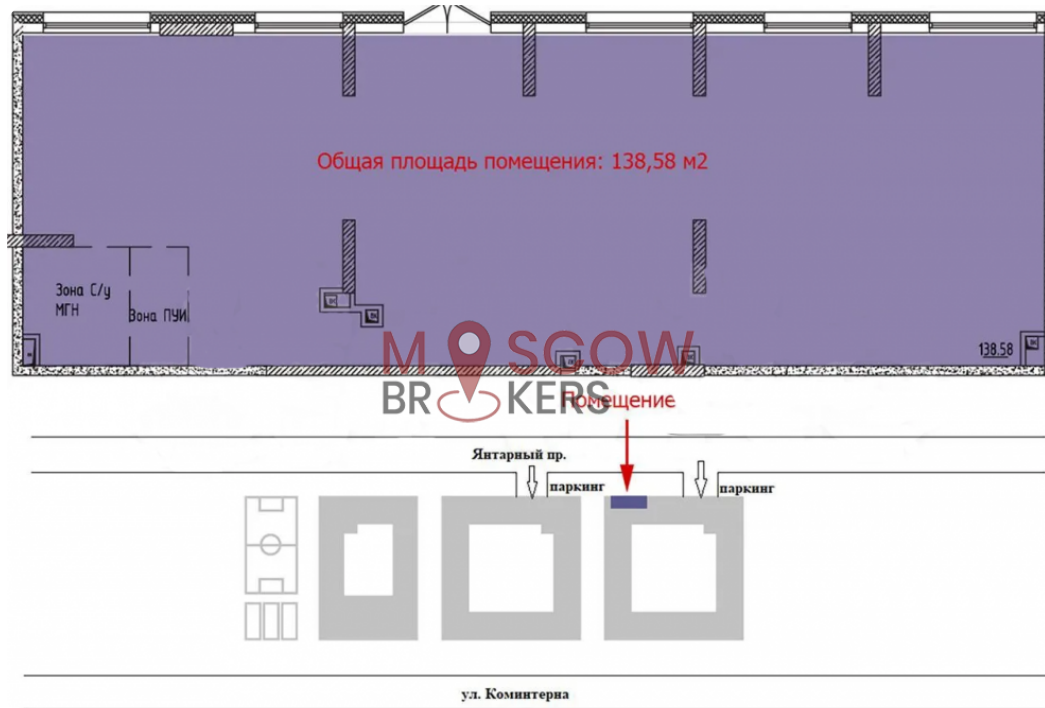 Общая площадь помещения: 138,58 м2
Зона С/у
МГН
Зона ПУИ
138.58
MOSCOW
BROKERS
Помещение
Янтарный пр.
паркинг
паркинг
ул. Коминтерна